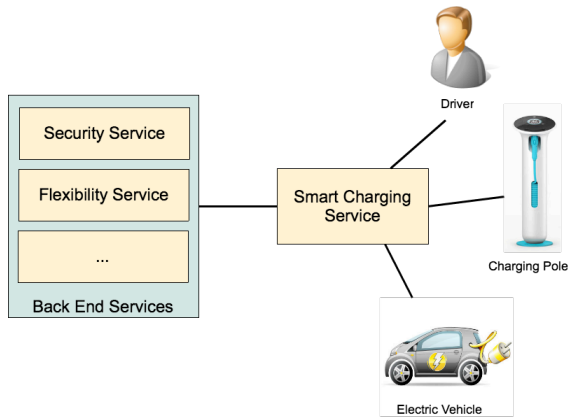 Driver
Security Service
Flexibility Service
...
Back End Services
Smart Charging
Service
Charging Pole
Electric Vehicle